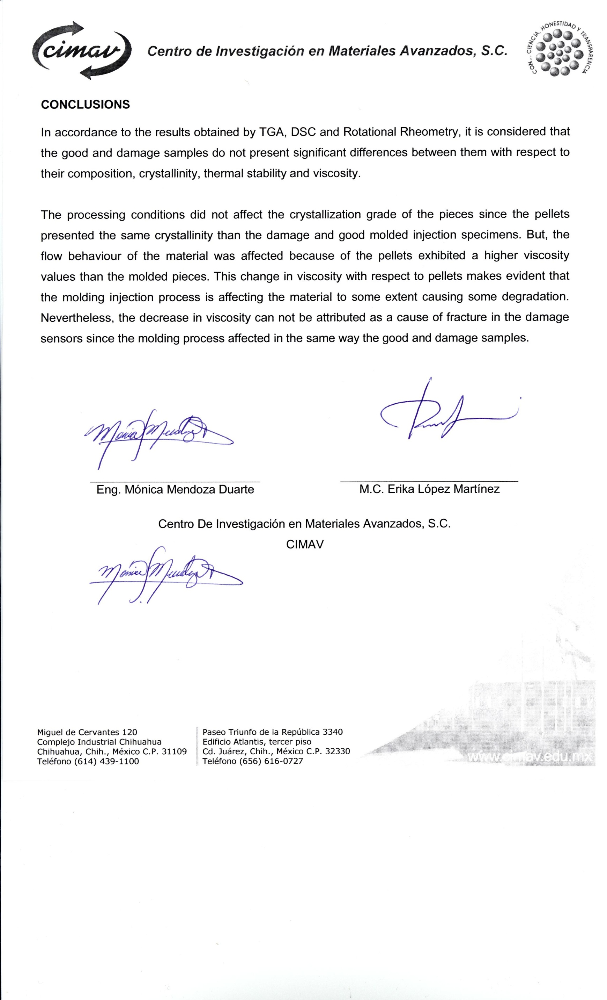 cimav
Centro de Investigación en Materiales Avanzados, S.C.
CON... CIENCIA, HONESTIDAD Y TRANSPARENCIA
CONCLUSIONS
In accordance to the results obtained by TGA, DSC and Rotational Rheometry, it is considered that
the good and damage samples do not present significant differences between them with respect to
their composition, crystallinity, thermal stability and viscosity.
The processing conditions did not affect the crystallization grade of the pieces since the pellets
presented the same crystallinity than the damage and good molded injection specimens. But, the
flow behaviour of the material was affected because of the pellets exhibited a higher viscosity
values than the molded pieces. This change in viscosity with respect to pellets makes evident that
the molding injection process is affecting the material to some extent causing some degradation.
Nevertheless, the decrease in viscosity can not be attributed as a cause of fracture in the damage
sensors since the molding process affected in the same way the good and damage samples.
Eng. Mónica Mendoza Duarte
M.C. Erika López Martínez
Centro De Investigación en Materiales Avanzados, S.C.
CIMAV
Miguel de Cervantes 120
Complejo Industrial Chihuahua
Chihuahua, Chih., México C.P. 31109
Teléfono (614) 439-1100
Paseo Triunfo de la República 3340
Edificio Atlantis, tercer piso
Cd. Juárez, Chih., México C.P. 32330
Teléfono (656) 616-0727
www.cimav.edu.mx